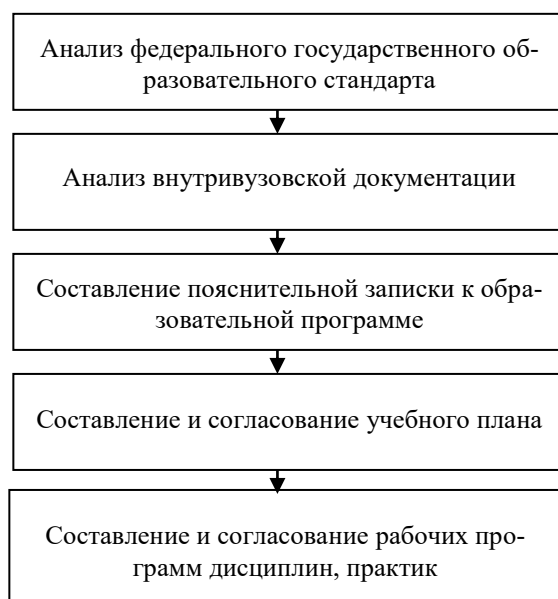 Анализ федерального государственного об-
разовательного стандарта
Анализ внутривузовской документации
Составление пояснительной записки к обра-
зовательной программе
Составление и согласование учебного плана
Составление и согласование рабочих про-
грамм дисциплин, практик